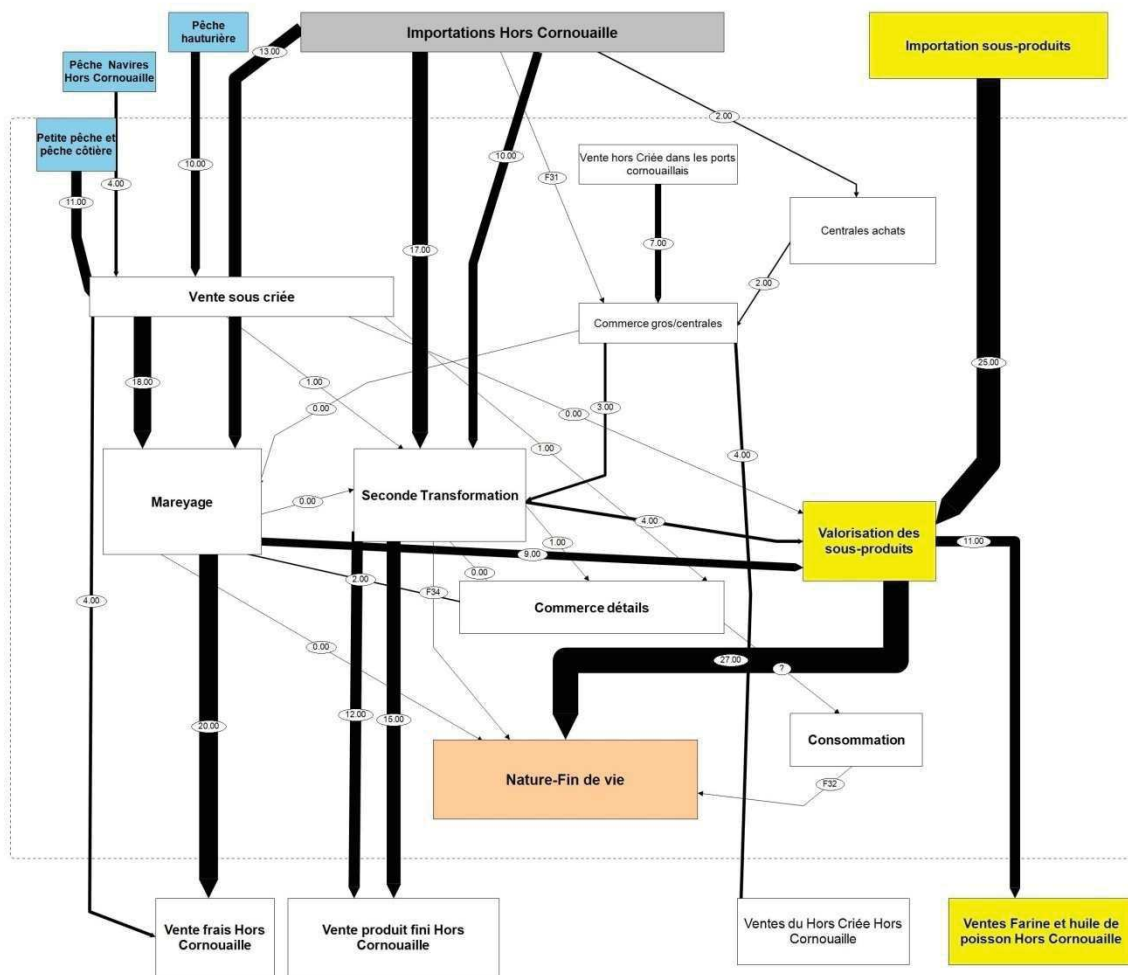 Pêche
hauturière
Importations Hors Cornouaille
Importation sous-produits
13.00
Pêche Navires
Hors Cornouaille
Petite pêche et
pêche côtière
2.00
10.00
10.00
Vente hors Criée dans les ports
cornouaillais
F31
4.00
11.00
Centrales achats
17.00
7.00
2.00
Vente sous criée
Commerce gros/centrales
25.00
18.00
1.00
0.00
3.00
0.00
1.00
4.00
Mareyage
Seconde Transformation
0.00
4.00
Valorisation des
sous-produits
1.00
11.00
9.00
0.00
2.00
F34
4.00
Commerce détails
0.00
27.00
?
20.00
12.00
15.00
Consommation
Nature-Fin de vie
F32
Vente frais Hors
Cornouaille
Vente produit fini Hors
Cornouaille
Ventes du Hors Criée Hors
Cornouaille
Ventes Farine et huile de
poisson Hors Cornouaille